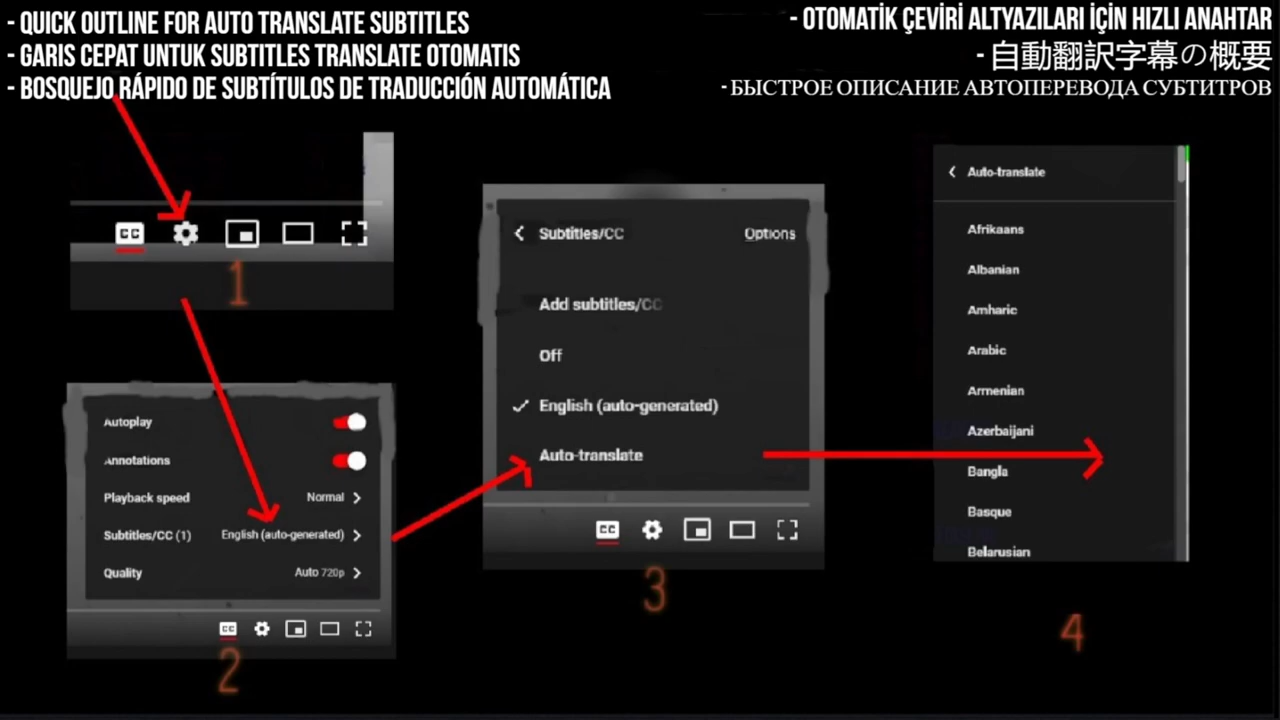 - QUICK OUTLINE FOR AUTO TRANSLATE SUBTITLES
- GARIS CEPAT UNTUK SUBTITLES TRANSLATE OTOMATIS
- BOSQUEJO RÁPIDO DE SUBTÍTULOS DE TRADUCCIÓN AUTOMÁTICA
- OTOMATİK ÇEVİRİ ALTYAZILARI İÇİN HIZLI ANAHTAR
- 自動翻訳字幕の概要
- БЫСТРОЕ ОПИСАНИЕ АВТОПЕРЕВОДА СУБТИТРОВ
CC
1
Autoplay
Annotations
Playback speed Normal
Subtitles/CC (1) English (auto-generated)
Quality Auto 720p
CC
2
Subtitles/CC Options
Add subtitles/CC
Off
English (auto-generated)
Auto-translate
CC
3
Auto-translate
Afrikaans
Albanian
Amharic
Arabic
Armenian
Azerbaijani
Bangla
Basque
Belarusian
4